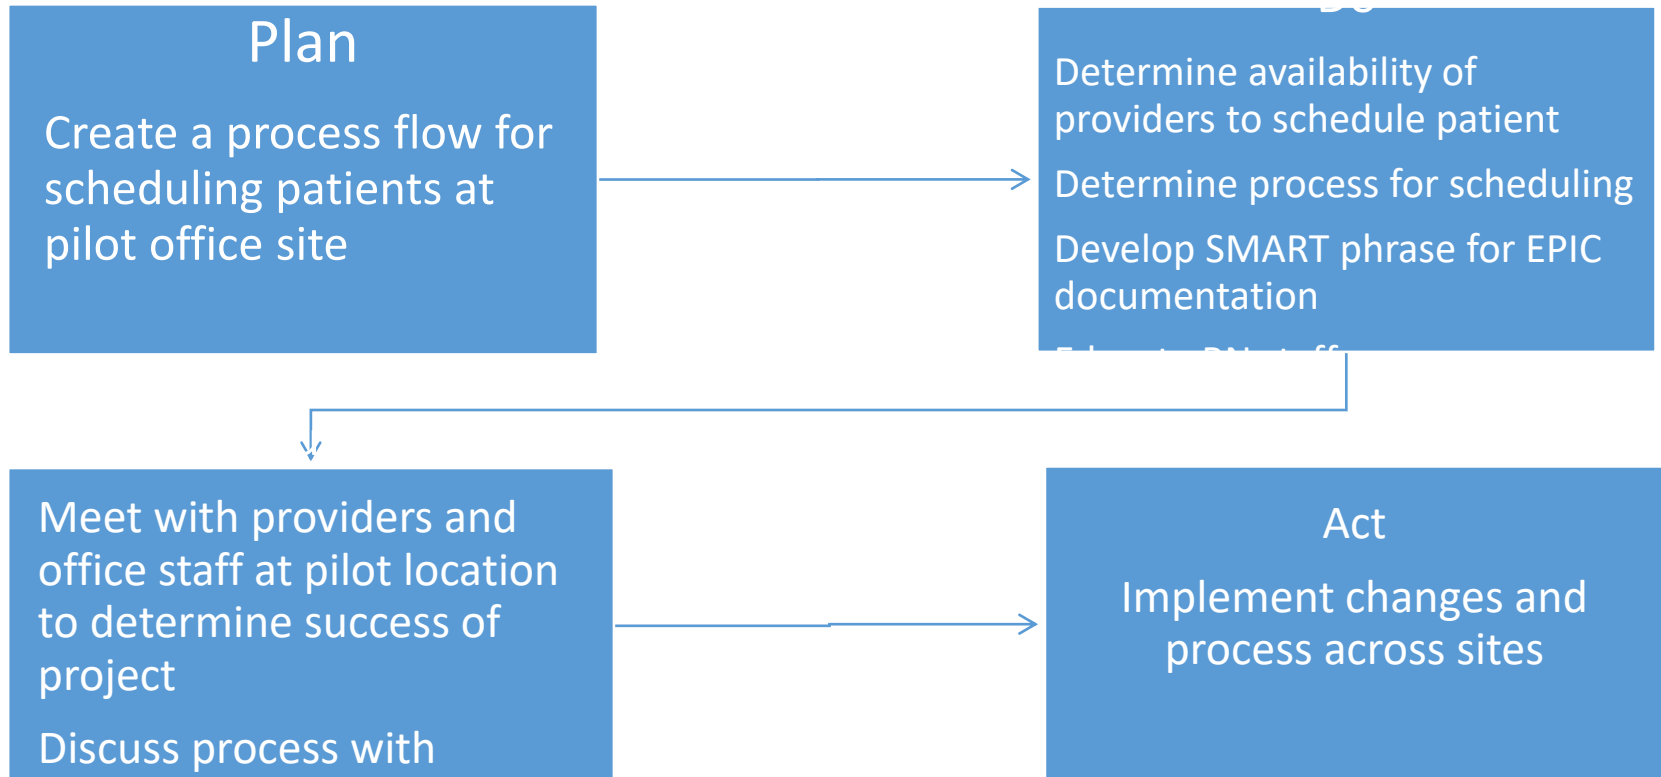 Plan
Create a process flow for
scheduling patients at
pilot office site
Determine availability of
providers to schedule patient
Determine process for scheduling
Develop SMART phrase for EPIC
documentation
Meet with providers and
office staff at pilot location
to determine success of
project
Discuss process with
Act
Implement changes and
process across sites